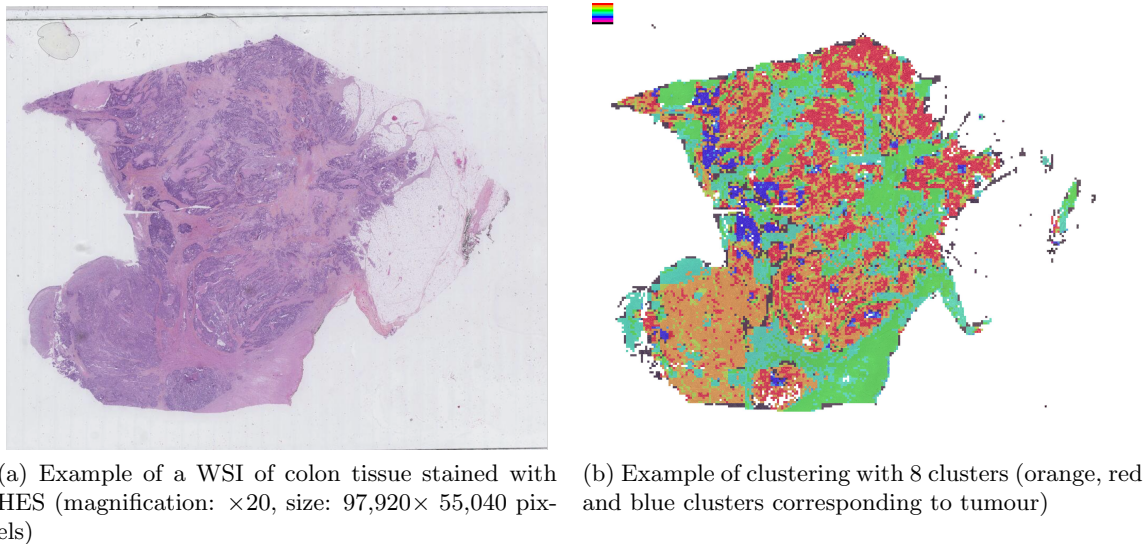 (a) Example of a WSI of colon tissue stained with
HES (magnification: ×20, size: 97,920× 55,040 pix-
els)
(b) Example of clustering with 8 clusters (orange, red
and blue clusters corresponding to tumour)